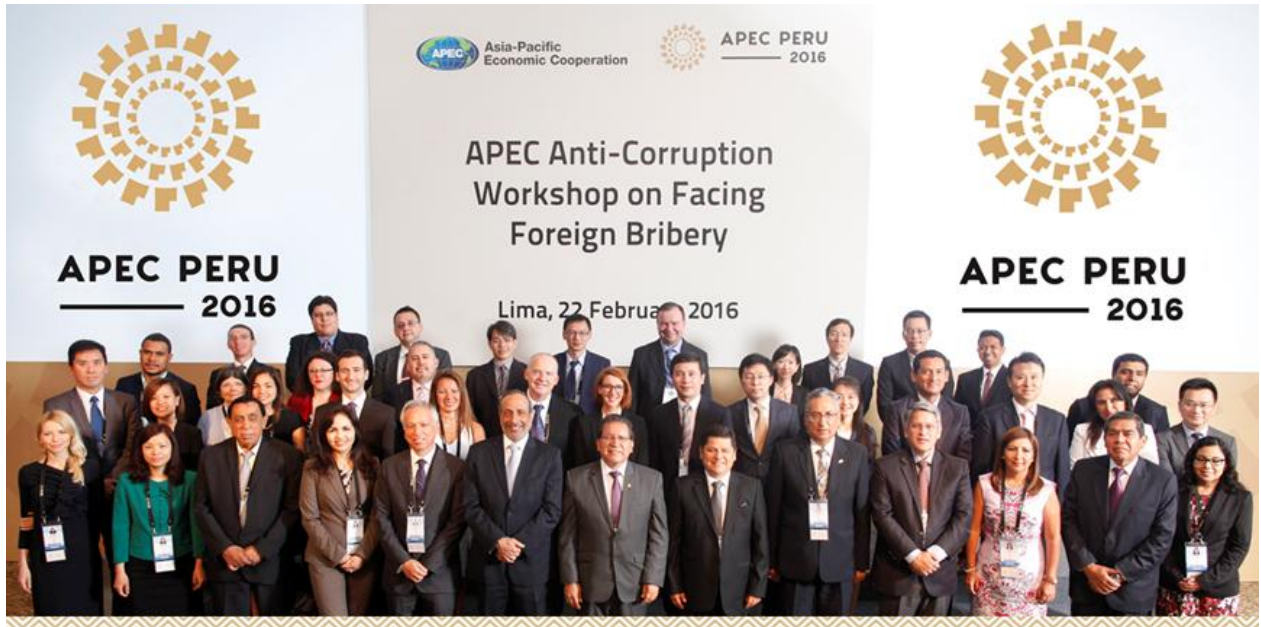 APEC PERU
2016
APEC
Asia-Pacific
Economic Cooperation
APEC PERU
2016
APEC Anti-Corruption
Workshop on Facing
Foreign Bribery
Lima, 22 February 2016
APEC PERU
2016